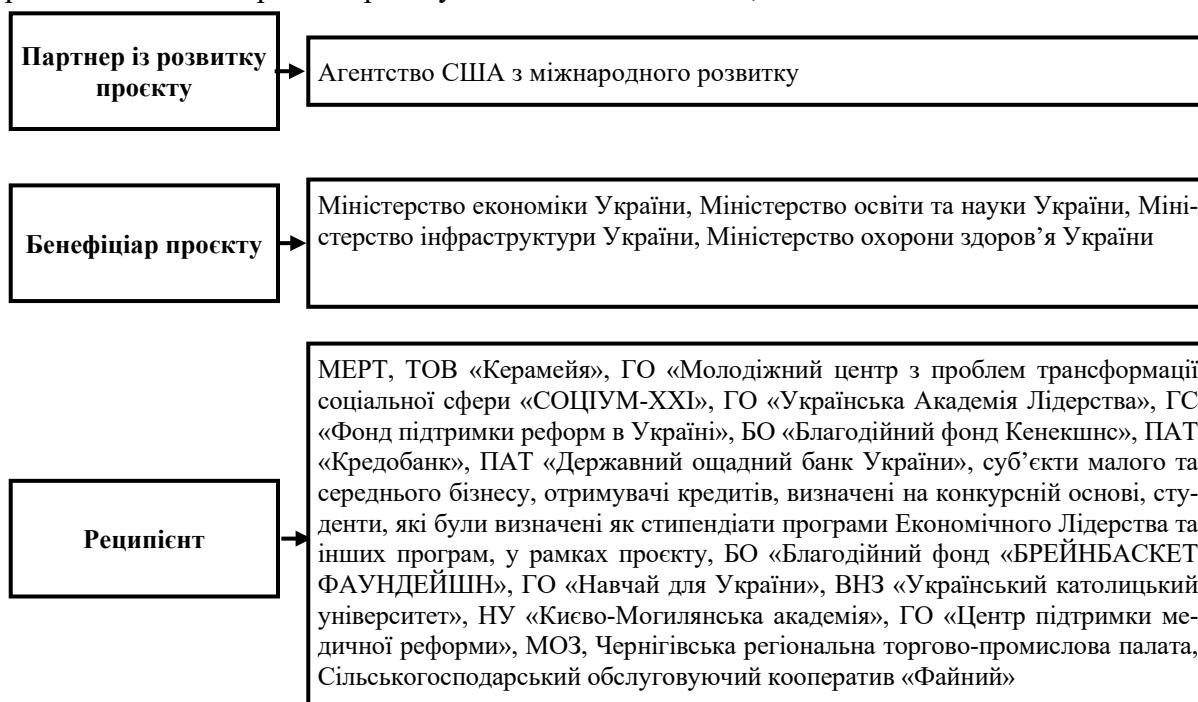 Партнер із розвитку
проєкту
Агентство США з міжнародного розвитку
Бенефіціар проєкту
Міністерство економіки України, Міністерство освіти та науки України, Міні-
стерство інфраструктури України, Міністерство охорони здоров’я України
Реципієнт
МЕРТ, ТОВ «Керамейя», ГО «Молодіжний центр з проблем трансформації
соціальної сфери «СОЦІУМ-ХХІ», ГО «Українська Академія Лідерства», ГС
«Фонд підтримки реформ в Україні», БО «Благодійний фонд Кенекшнс», ПАТ
«Кредобанк», ПАТ «Державний ощадний банк України», суб’єкти малого та
середнього бізнесу, отримувачі кредитів, визначені на конкурсній основі, сту-
денти, які були визначені як стипендіати програми Економічного Лідерства та
інших програм, у рамках проєкту, БО «Благодійний фонд «БРЕЙНБАСКЕТ
ФАУНДЕЙШН», ГО «Навчай для України», ВНЗ «Український католицький
університет», НУ «Києво-Могилянська академія», ГО «Центр підтримки ме-
дичної реформи», МОЗ, Чернігівська регіональна торгово-промислова палата,
Сільськогосподарський обслуговуючий кооператив «Файний»